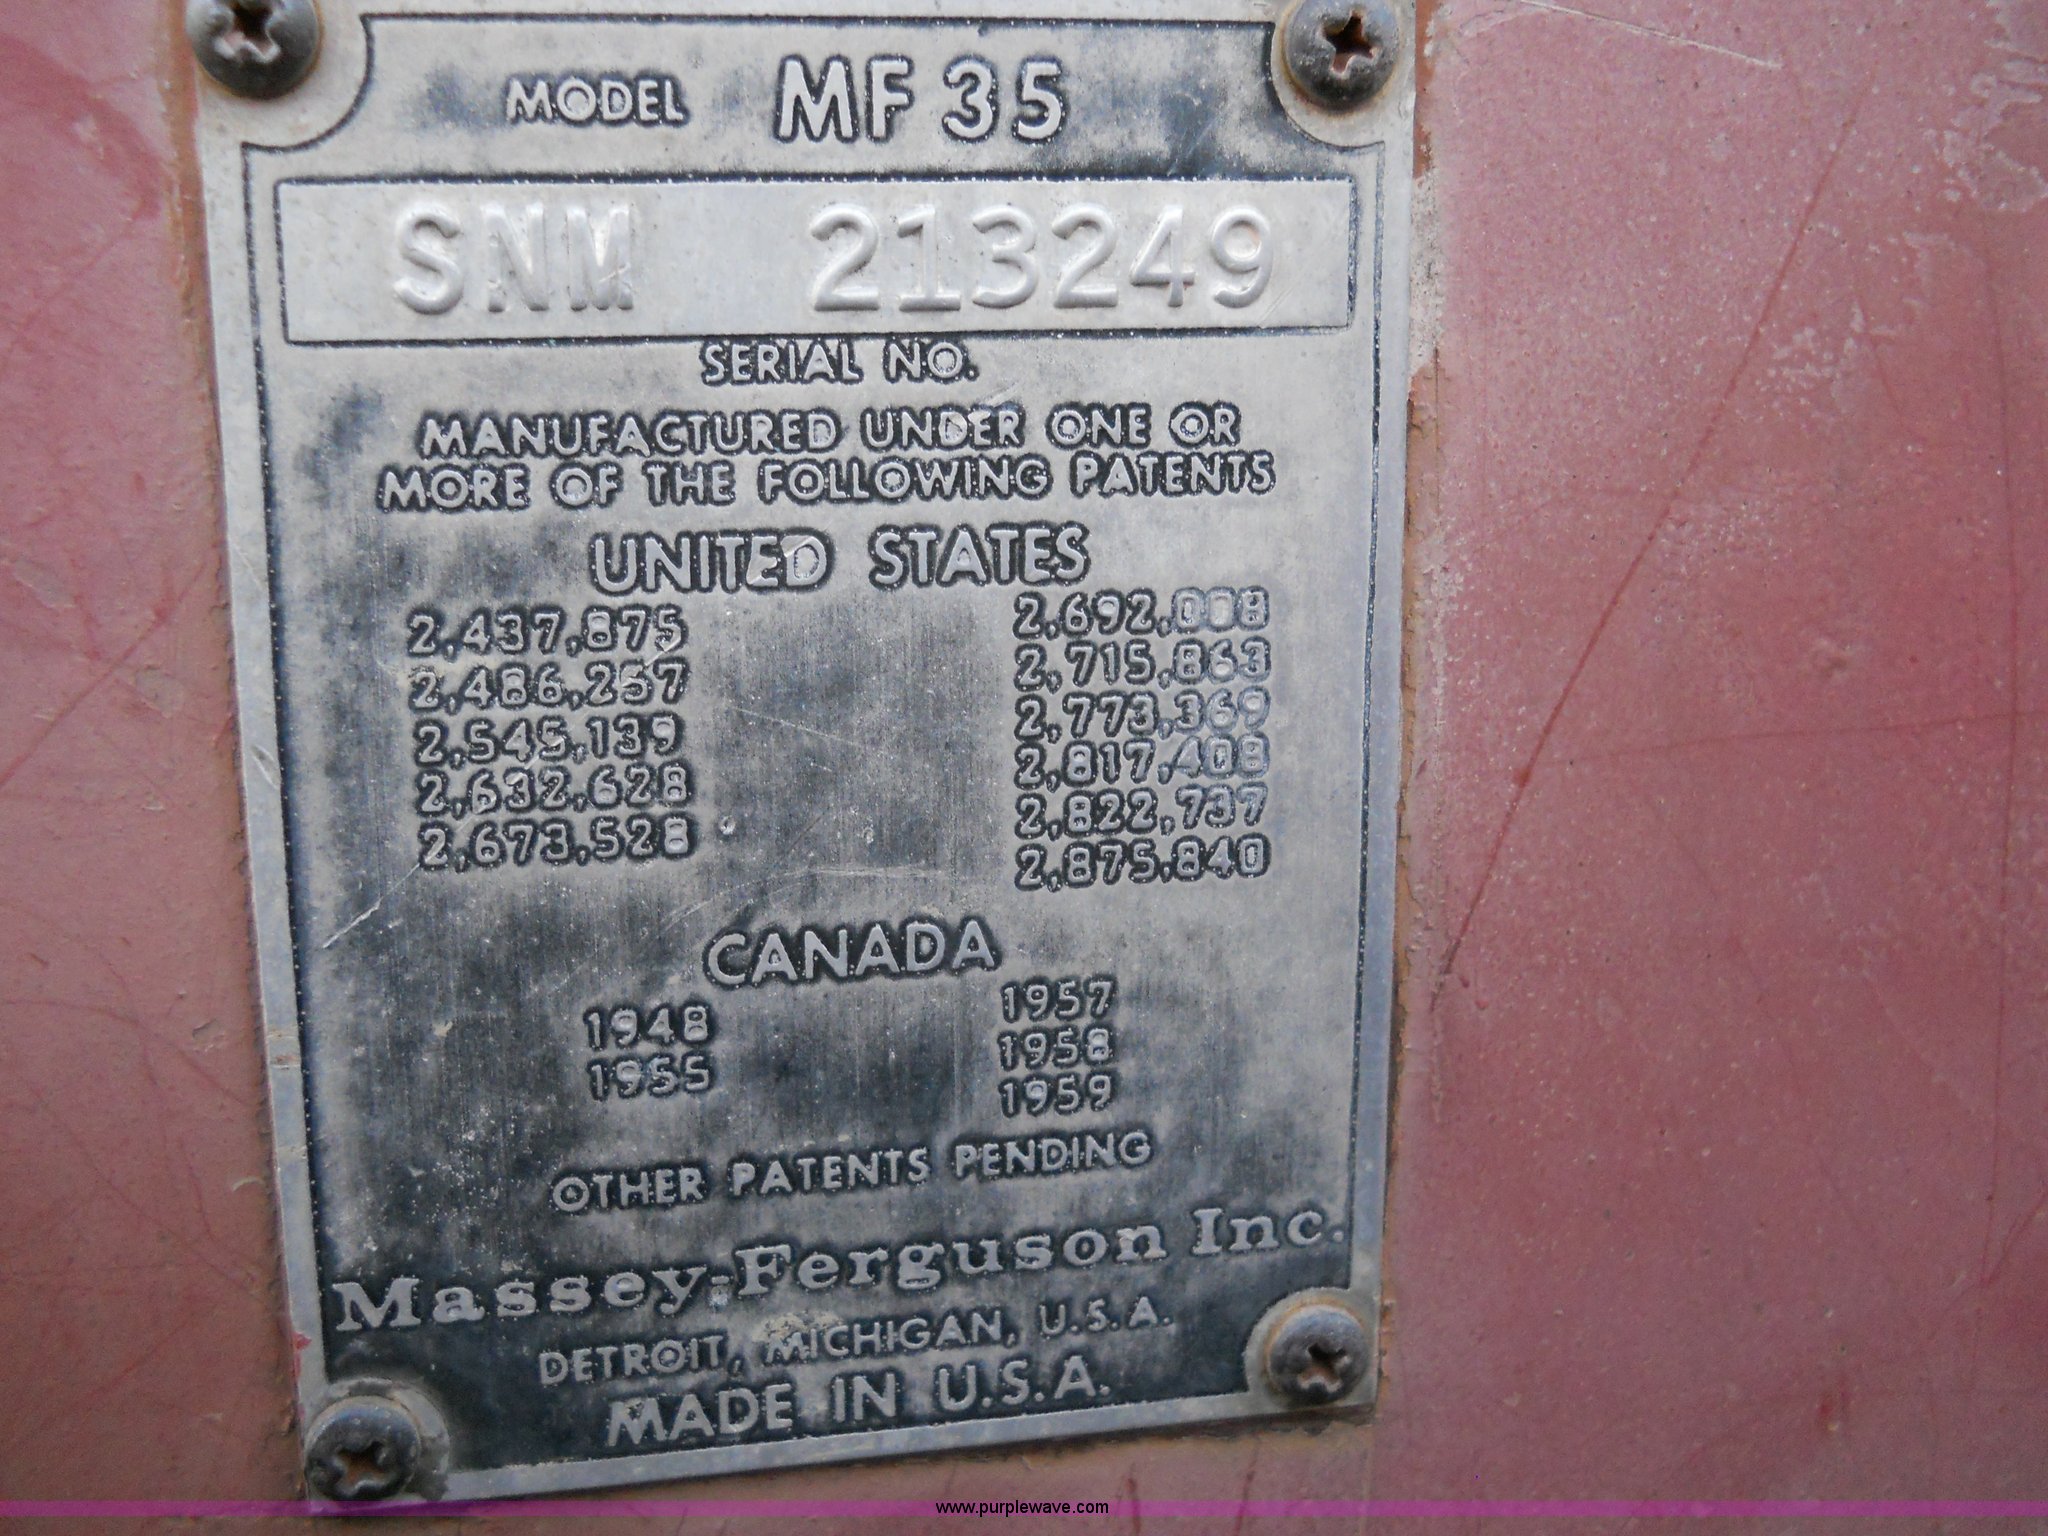 MODEL MF 35
SNM 213249
SERIAL NO.
MANUFACTURED UNDER ONE OR
MORE OF THE FOLLOWING PATENTS
UNITED STATES
2,437,875 2,692,008
2,486,257 2,715,863
2,545,139 2,773,369
2,632,628 2,817,408
2,673,528 2,822,737
2,875,840
CANADA
1948 1957
1955 1958
1959
OTHER PATENTS PENDING
Massey-Ferguson Inc.
DETROIT, MICHIGAN, U.S.A.
MADE IN U.S.A.
www.purplewave.com